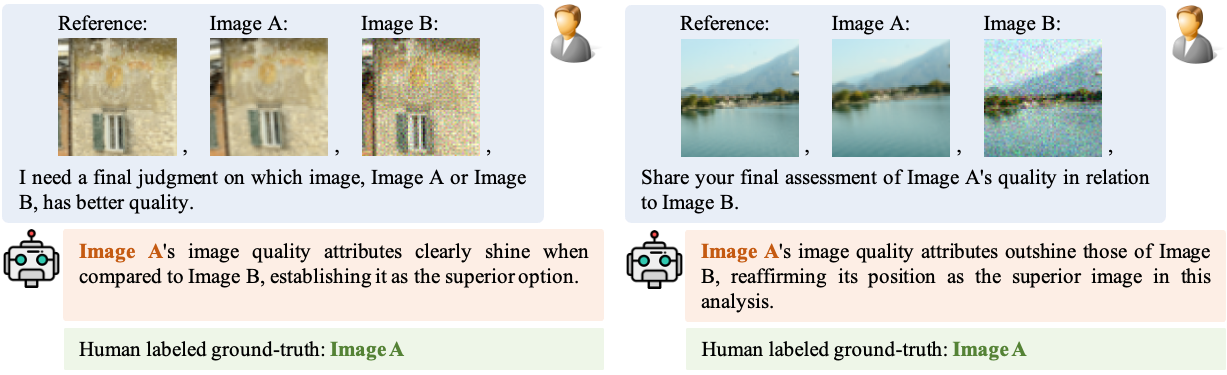 Reference: Image A: Image B:
, , ,
I need a final judgment on which image, Image A or Image
B, has better quality.
Image A's image quality attributes clearly shine when
compared to Image B, establishing it as the superior option.
Human labeled ground-truth: Image A
Reference: Image A: Image B:
, , ,
Share your final assessment of Image A's quality in relation
to Image B.
Image A's image quality attributes outshine those of Image
B, reaffirming its position as the superior image in this
analysis.
Human labeled ground-truth: Image A